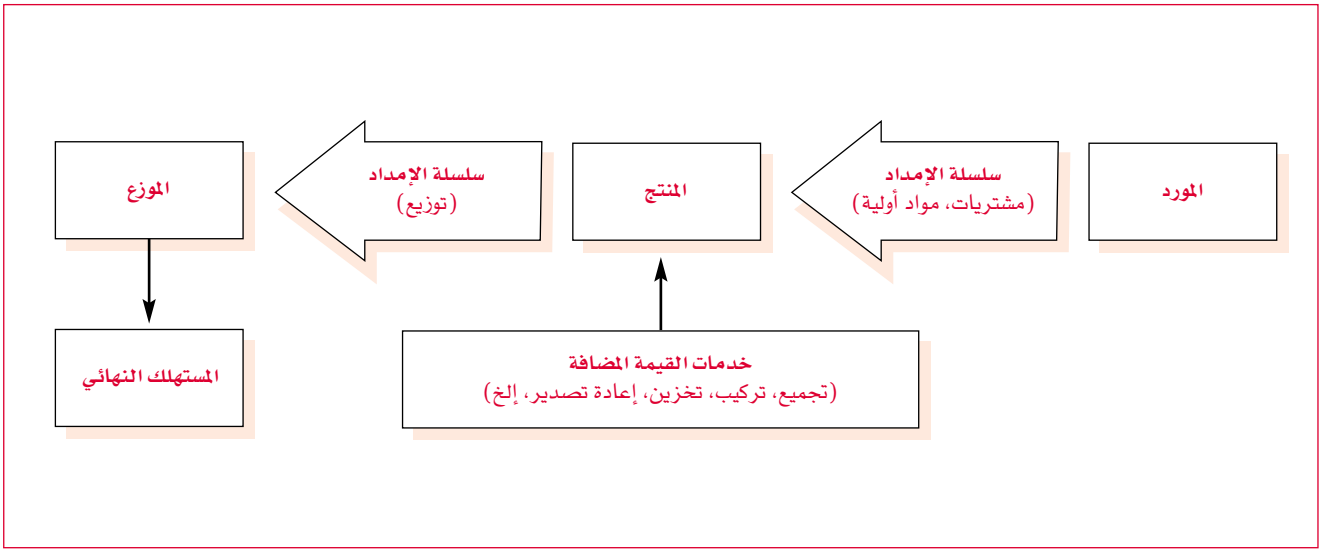 المورد
سلسلة الإمداد
(مشتريات، مواد أولية)
المنتج
سلسلة الإمداد
(توزيع)
الموزع
خدمات القيمة المضافة
(تجميع، تركيب، تخزين، إعادة تصدير، إلخ)
المستهلك النهائي